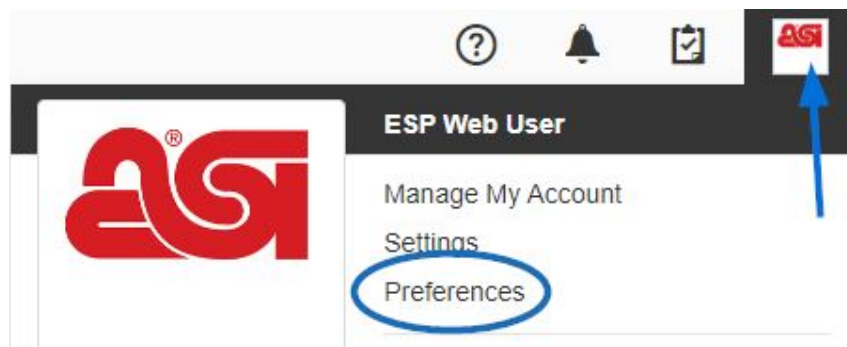 asi
ESP Web User
asi®
Manage My Account
Settings
Preferences